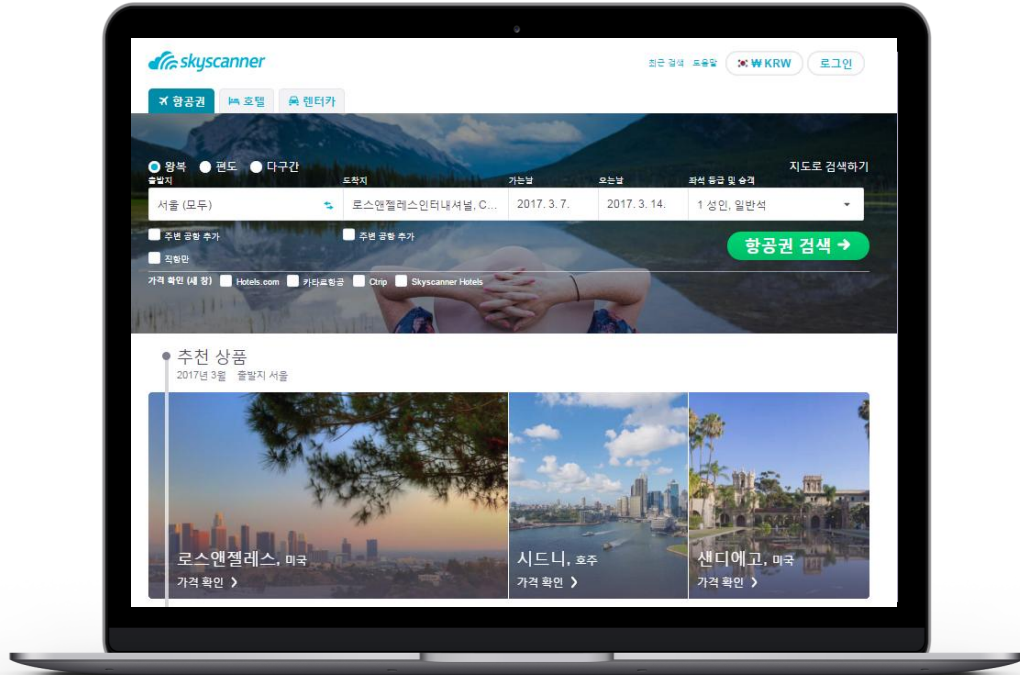 skyscanner
최근 검색 도움말 ₩ KRW 로그인
항공권 호텔 렌터카
왕복 편도 다구간
지도로 검색하기
출발지 도착지 가는날 오는날 좌석 등급 및 승객
서울 (모두) 로스앤젤레스인터내셔널, C... 2017. 3. 7. 2017. 3. 14. 1 성인, 일반석
주변 공항 추가 주변 공항 추가
항공권 검색
직항만
가격 확인 (새 창) Hotels.com 카타르항공 Ctrip Skyscanner Hotels
추천 상품
2017년 3월 출발지 서울
로스앤젤레스, 미국 시드니, 호주 샌디에고, 미국
가격 확인 가격 확인 가격 확인